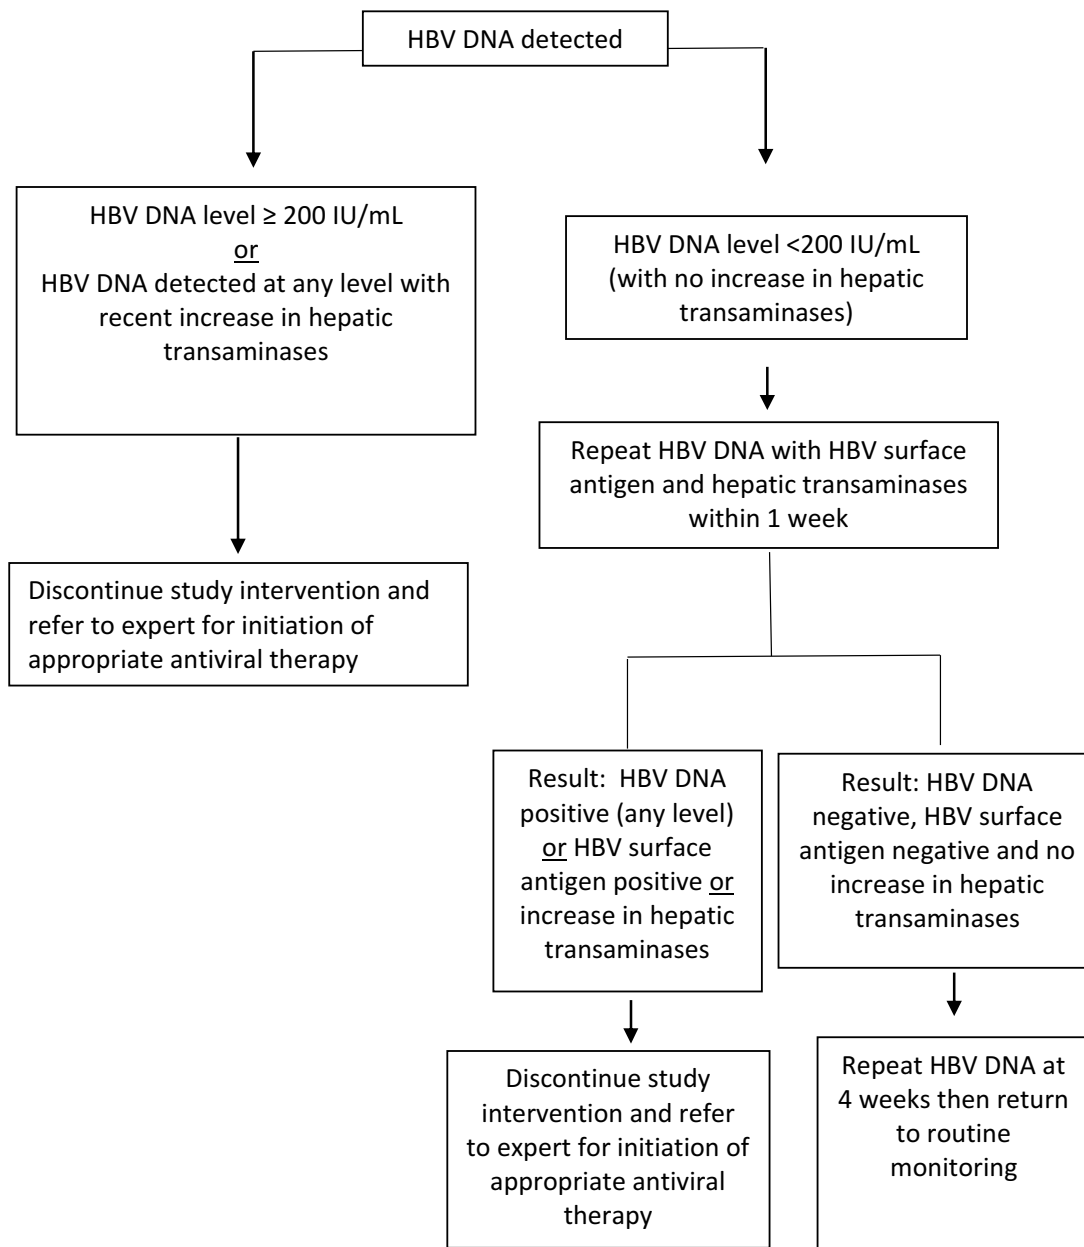 HBV DNA detected
HBV DNA level ≥ 200 IU/mL
or
HBV DNA detected at any level with
recent increase in hepatic
transaminases
HBV DNA level <200 IU/mL
(with no increase in hepatic
transaminases)
Repeat HBV DNA with HBV surface
antigen and hepatic transaminases
within 1 week
Discontinue study intervention and
refer to expert for initiation of
appropriate antiviral therapy
Result:  HBV DNA
positive (any level)
or HBV surface
antigen positive or
increase in hepatic
transaminases
Result: HBV DNA
negative, HBV surface
antigen negative and no
increase in hepatic
transaminases
Discontinue study
intervention and refer
to expert for initiation of
appropriate antiviral
therapy
Repeat HBV DNA at
4 weeks then return
to routine
monitoring